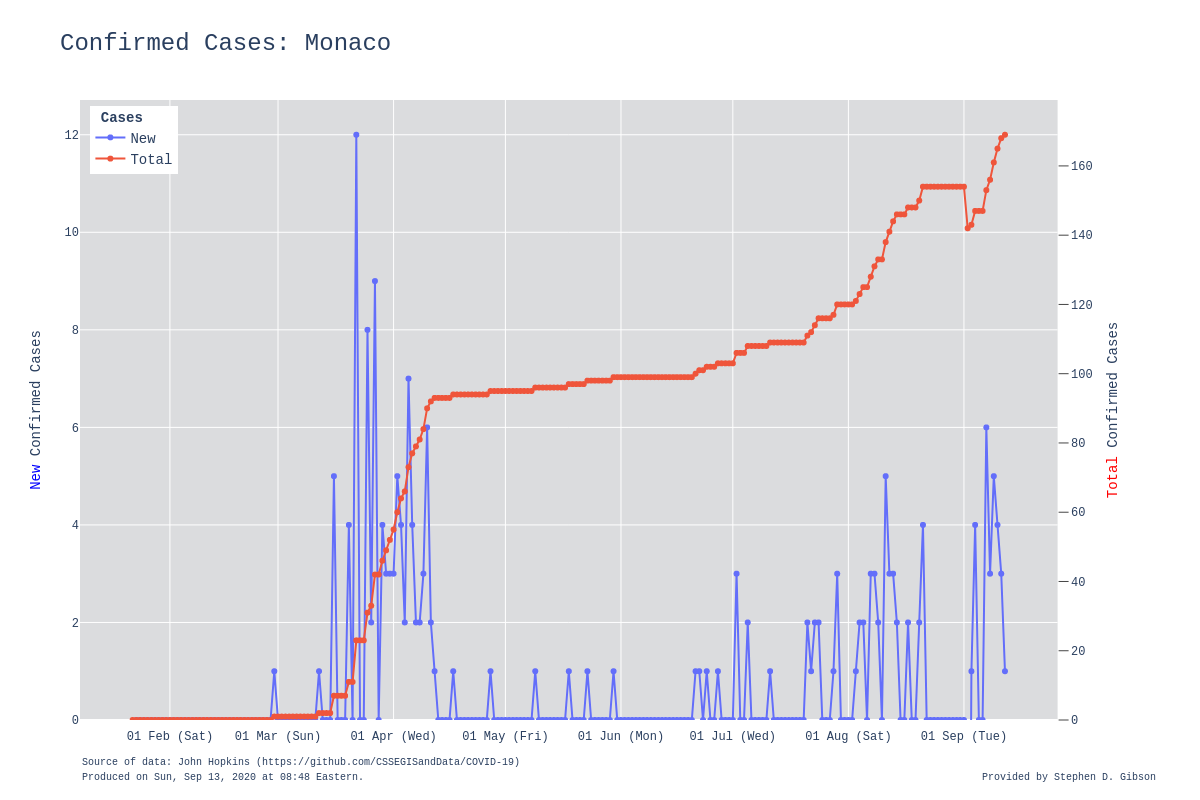 Confirmed Cases: Monaco
Cases
New
Total
12
10
8
6
4
2
0
160
140
120
100
80
60
40
20
0
New Confirmed Cases
Total Confirmed Cases
01 Feb (Sat)
01 Mar (Sun)
01 Apr (Wed)
01 May (Fri)
01 Jun (Mon)
01 Jul (Wed)
01 Aug (Sat)
01 Sep (Tue)
Source of data: John Hopkins (https://github.com/CSSEGISandData/COVID-19)
Produced on Sun, Sep 13, 2020 at 08:48 Eastern.
Provided by Stephen D. Gibson